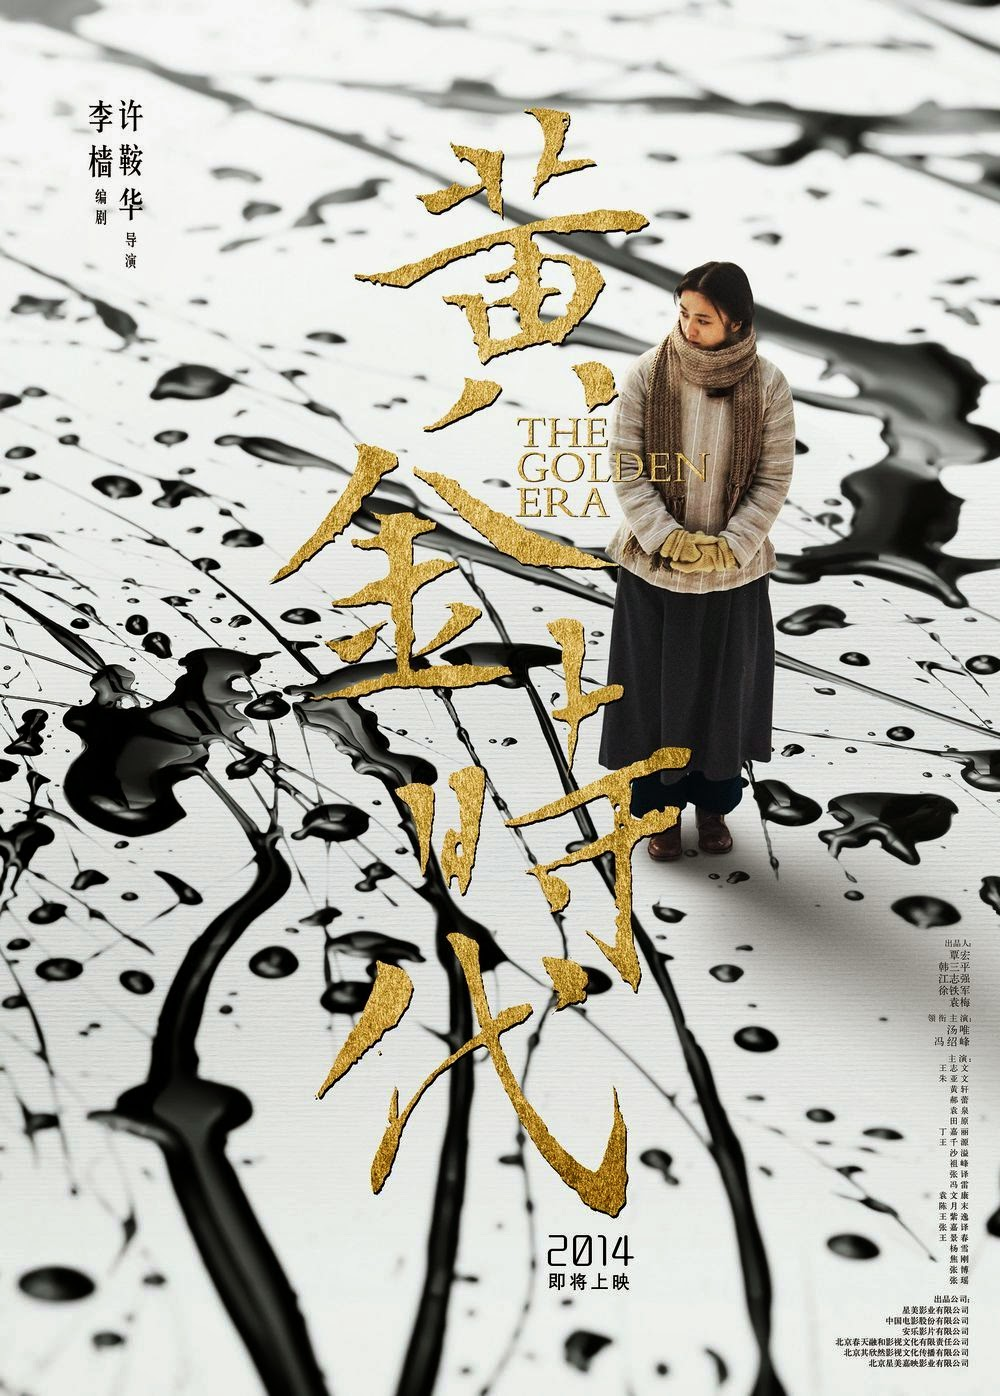 许鞍华 导演
李樯 编剧
黄金时代
THE
GOLDEN
ERA
2014
即将上映
出品人:
覃宏
韩三平
江志强
徐铁军
袁梅
领衔主演:
汤唯
冯绍峰
主演:
王志文
朱亚文
黄轩
郝蕾
袁泉
田原
丁嘉丽
王千源
沙溢
祖峰
张译
冯雷
袁文康
陈月末
王紫逸
张嘉译
王景春
杨雪
焦刚
张博
张瑶
出品公司:
星美影业有限公司
中国电影股份有限公司
安乐影片有限公司
北京春天融和影视文化有限责任公司
北京其欣然影视文化传播有限公司
北京星美嘉映影业有限公司